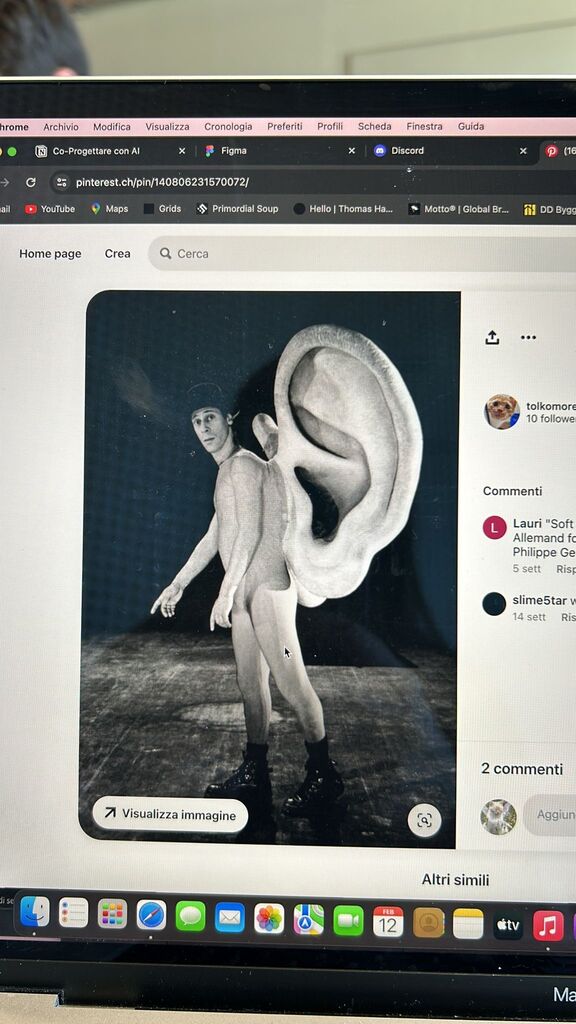 hrome Archivio Modifica Visualizza Cronologia Preferiti Profili Scheda Finestra Guida
Co-Progettare con AI Figma Discord (16
pinterest.ch/pin/140806231570072/
ail YouTube Maps Grids Primordial Soup Hello | Thomas Ha... Motto® | Global Br... DD Bygg
Home page Crea Cerca
tolkomore
10 followe
Commenti
L Lauri "Soft
Allemand fo
Philippe Ge
5 sett Risp
slime5tar w
14 sett Ris
2 commenti
Visualizza immagine
Aggiun
Altri simili
FEB
12
tv
Ma